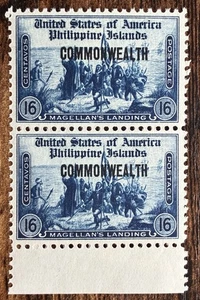 United States of America
Philippine Islands
COMMONWEALTH
CENTAVOS
POSTAGE
16
16
MAGELLAN'S LANDING
United States of America
Philippine Islands
COMMONWEALTH
CENTAVOS
POSTAGE
16
16
MAGELLAN'S LANDING